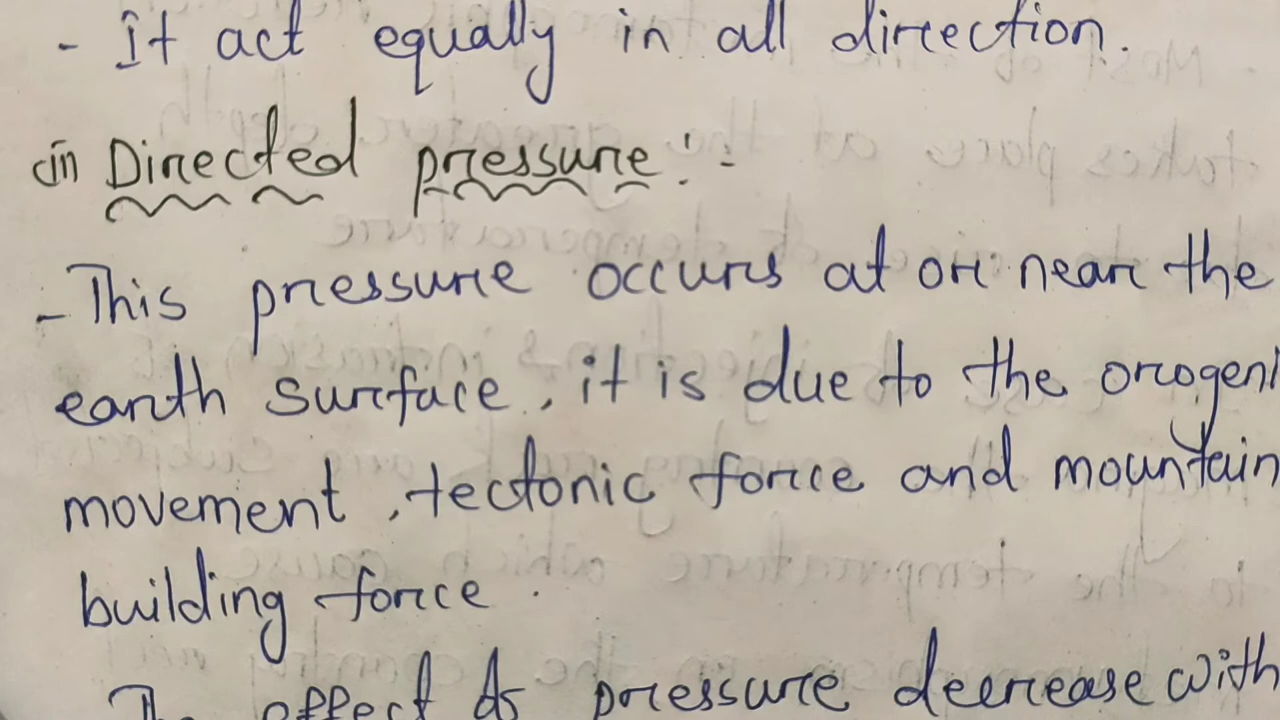 - It act equally in all direction.
(ii) Directed pressure :-
- This pressure occurs at or near the
earth surface, it is due to the orogeni
movement, tectonic force and mountain
building force.
The effect of pressure decrease with